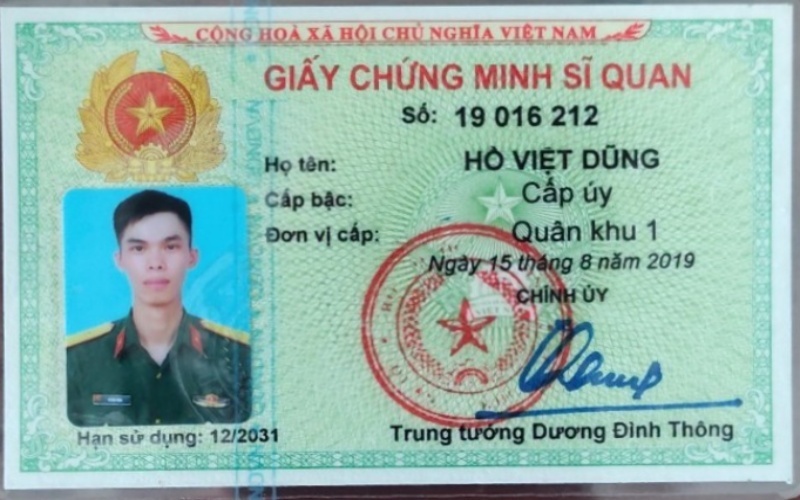 CỘNG HOÀ XÃ HỘI CHỦ NGHĨA VIỆT NAM
GIẤY CHỨNG MINH SĨ QUAN
Số: 19 016 212
Họ tên: HỒ VIỆT DŨNG
Cấp bậc: Cấp úy
Đơn vị cấp: Quân khu 1
Ngày 15 tháng 8 năm 2019
CHÍNH ỦY
Hạn sử dụng: 12/2031
Trung tướng Dương Đình Thông